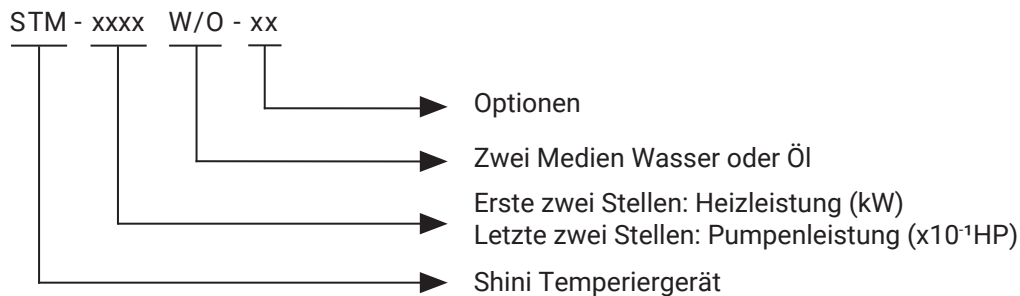 STM - xxxx W/O - xx
Optionen
Zwei Medien Wasser oder Öl
Erste zwei Stellen: Heizleistung (kW)
Letzte zwei Stellen: Pumpenleistung (x10⁻¹HP)
Shini Temperiergerät